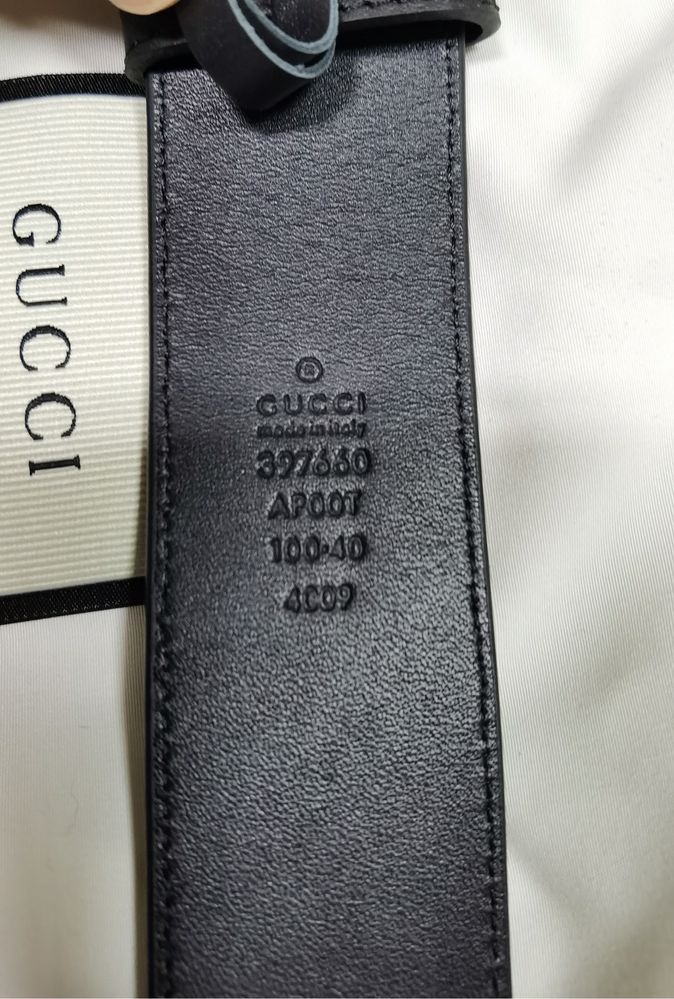 GUCCI
GUCCI
made in italy
397660
AP00T
100·40
4C09